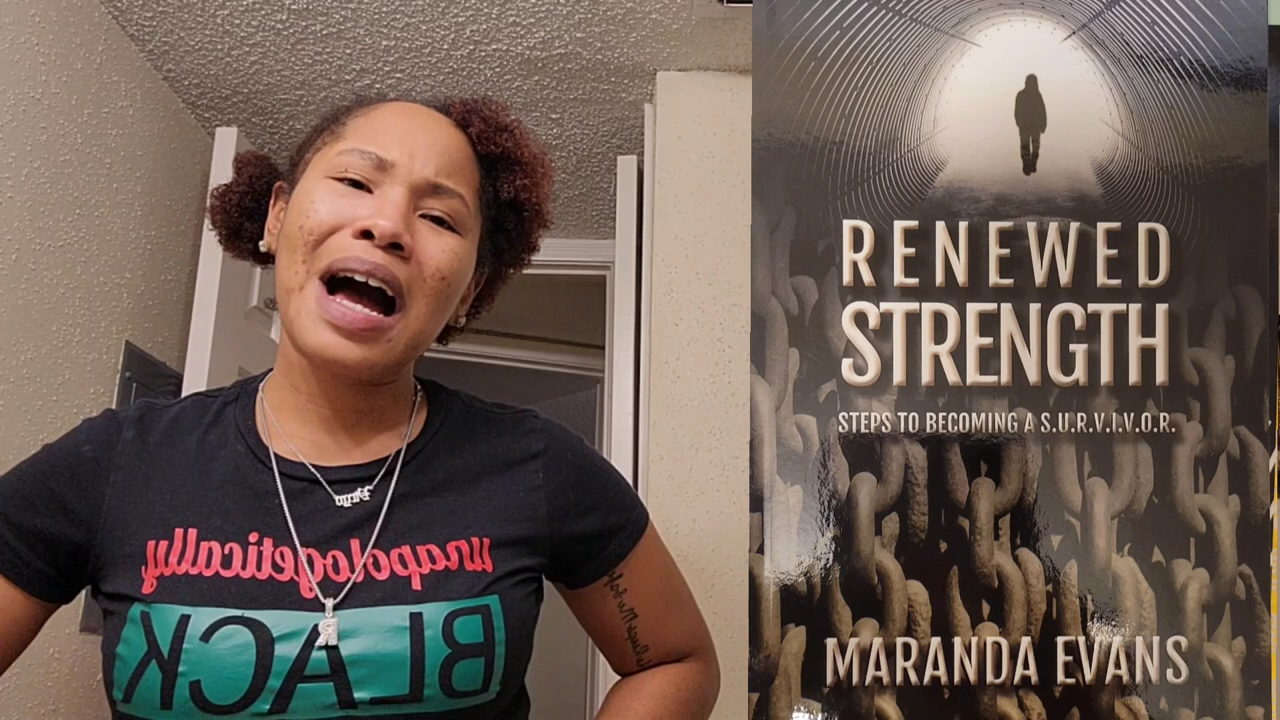 unapologetically
BLACK
RENEWED
STRENGTH
STEPS TO BECOMING A S.U.R.V.I.V.O.R.
MARANDA EVANS